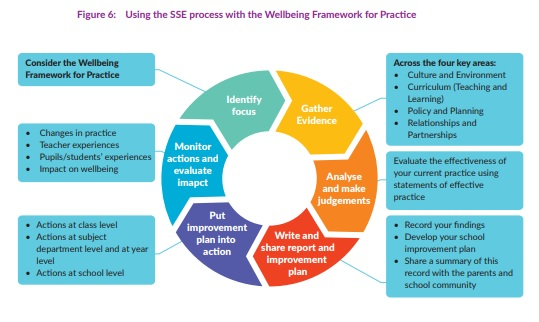 Figure 6: Using the SSE process with the Wellbeing Framework for Practice
Consider the Wellbeing
Framework for Practice
Identify
focus
Gather
Evidence
Across the four key areas:
• Culture and Environment
• Curriculum (Teaching and
Learning)
• Policy and Planning
• Relationships and
Partnerships
• Changes in practice
• Teacher experiences
• Pupils/students' experiences
• Impact on wellbeing
Monitor
actions and
evaluate
imapct
Analyse
and make
judgements
Evaluate the effectiveness of
your current practice using
statements of effective
practice
• Actions at class level
• Actions at subject
department level and at year
level
• Actions at school level
Put
improvement
plan into
action
Write and
share report and
improvement
plan
• Record your findings
• Develop your school
improvement plan
• Share a summary of this
record with the parents and
school community